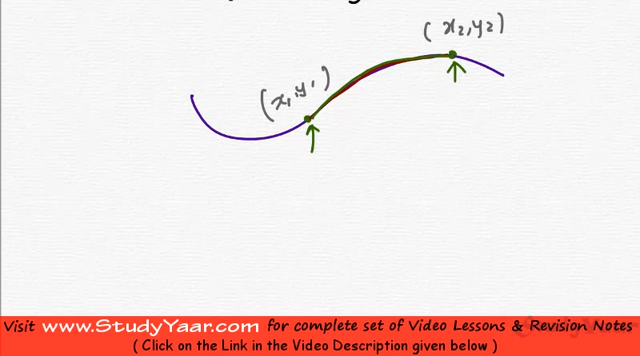 (x2,y2)
(x1,y1)
Visit www.StudyYaar.com for complete set of Video Lessons & Revision Notes
( Click on the Link in the Video Description given below )